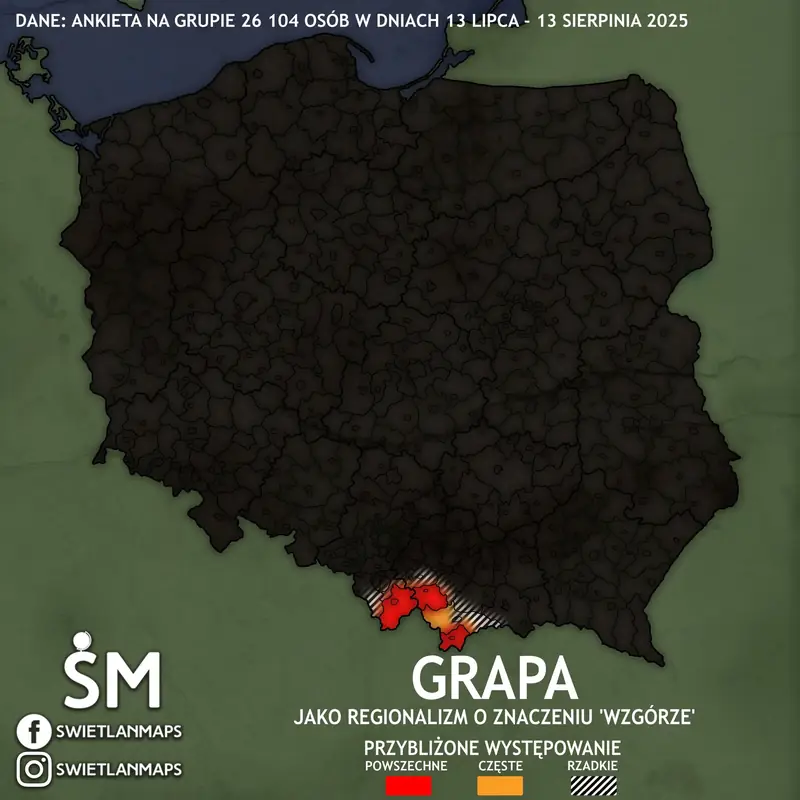 DANE: ANKIETA NA GRUPIE 26 104 OSÓB W DNIACH 13 LIPCA - 13 SIERPNIA 2025
ŚM
SWIETLANMAPS
SWIETLANMAPS
GRAPA
JAKO REGIONALIZM O ZNACZENIU 'WZGÓRZE'
PRZYBLIŻONE WYSTĘPOWANIE
POWSZECHNE CZĘSTE RZADKIE